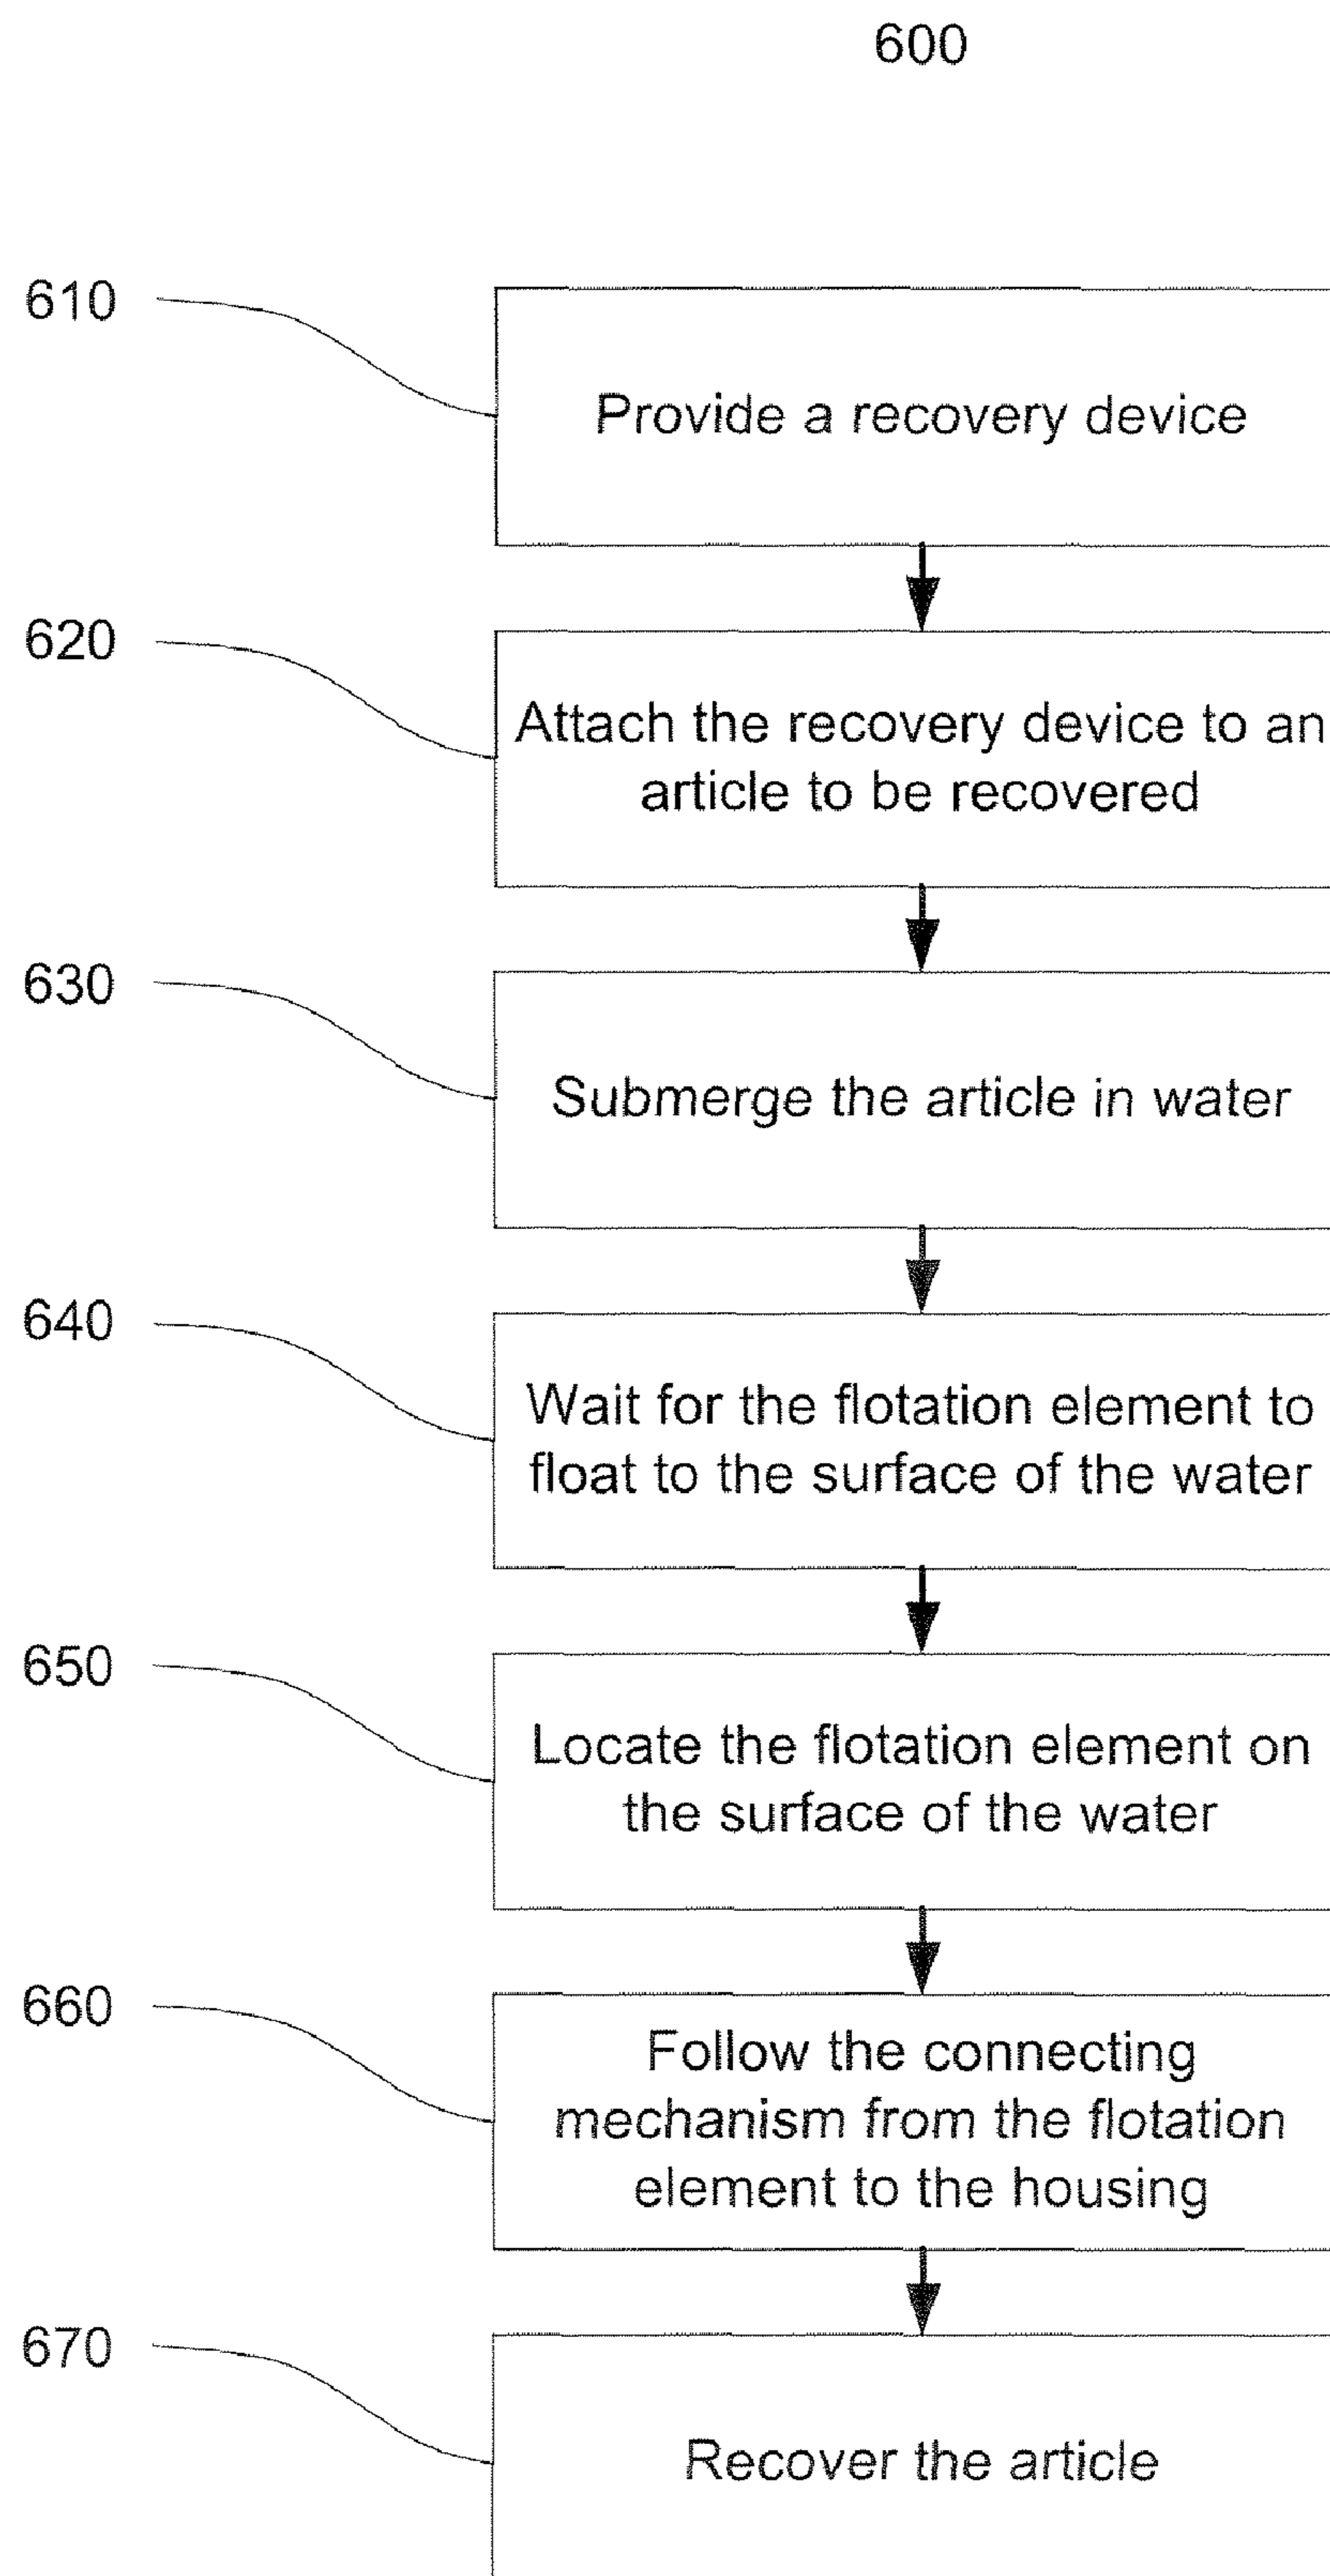 600
610
Provide a recovery device
620
Attach the recovery device to an
article to be recovered
630
Submerge the article in water
640
Wait for the flotation element to
float to the surface of the water
650
Locate the flotation element on
the surface of the water
660
Follow the connecting
mechanism from the flotation
element to the housing
670
Recover the article